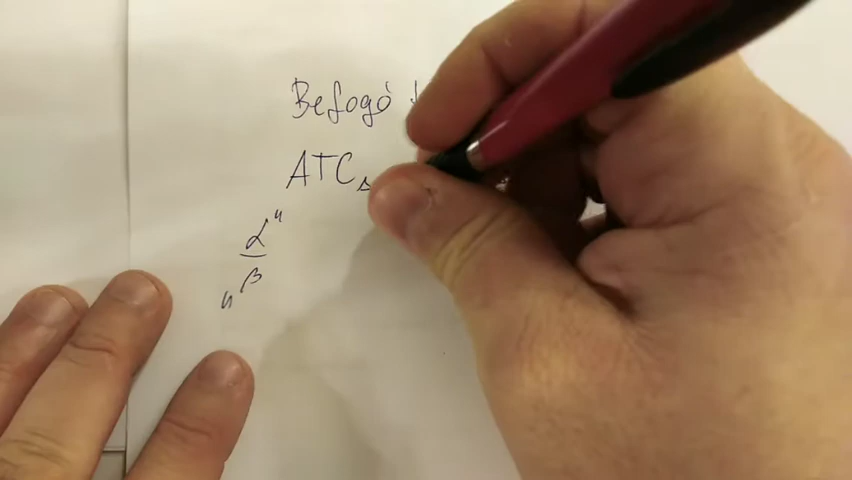 Befogó
ATC△
α"
"β